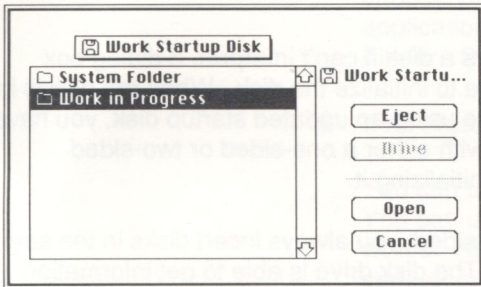 Work Startup Disk
System Folder
Work in Progress
Work Startu...
Eject
Drive
Open
Cancel